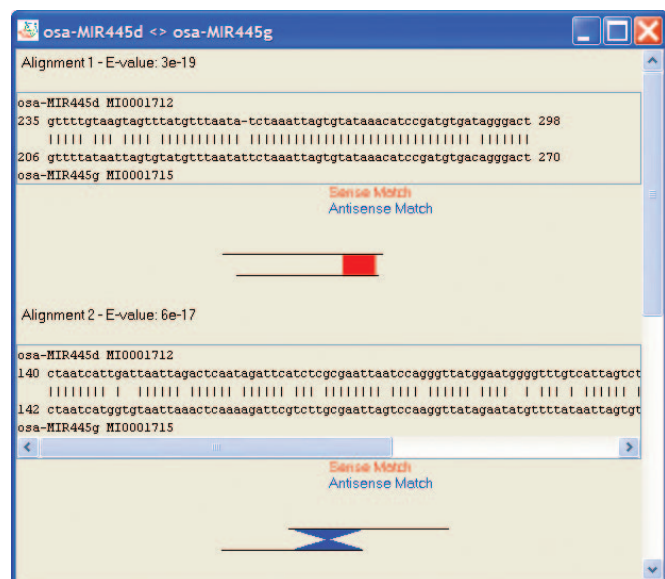 osa-MIR445d <> osa-MIR445g
Alignment 1 - E-value: 3e-19
osa-MIR445d MI0001712
235 gttttgtaagtagtttatgtttaata-tctaaattagtgtataaacatccgatgtgatagggact 298
||||| || ||| |||||||||||| |||||||||||||||||||||||||||||| |||||||
206 gttttataattagtgtatgtttaatattctaaattagtgtataaacatccgatgtgacagggact 270
osa-MIR445g MI0001715
Sense Match
Antisense Match
Alignment 2 - E-value: 6e-17
osa-MIR445d MI0001712
140 ctaatcattgattaattagactcaatagattcatctcgcgaattaatccagggttatggaatggggtttgtcattagtct
|||||||| | |||||| ||| |||| ||||| ||| ||||||| ||| |||| ||||| |||| | ||| | |||||| |
142 ctaatcatggtgtaattaaactcaaaagattcgtcttgcgaattagtccaaggttatagaatatgttttataattagtgt
osa-MIR445g MI0001715
Sense Match
Antisense Match